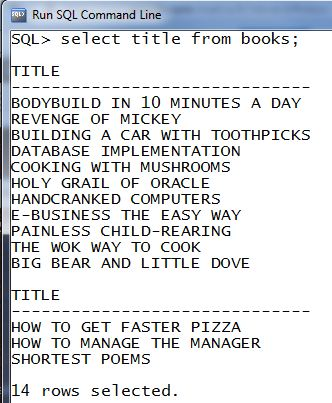 Run SQL Command Line
SQL> select title from books;
TITLE
------------------------------
BODYBUILD IN 10 MINUTES A DAY
REVENGE OF MICKEY
BUILDING A CAR WITH TOOTHPICKS
DATABASE IMPLEMENTATION
COOKING WITH MUSHROOMS
HOLY GRAIL OF ORACLE
HANDCRANKED COMPUTERS
E-BUSINESS THE EASY WAY
PAINLESS CHILD-REARING
THE WOK WAY TO COOK
BIG BEAR AND LITTLE DOVE
TITLE
------------------------------
HOW TO GET FASTER PIZZA
HOW TO MANAGE THE MANAGER
SHORTEST POEMS
14 rows selected.